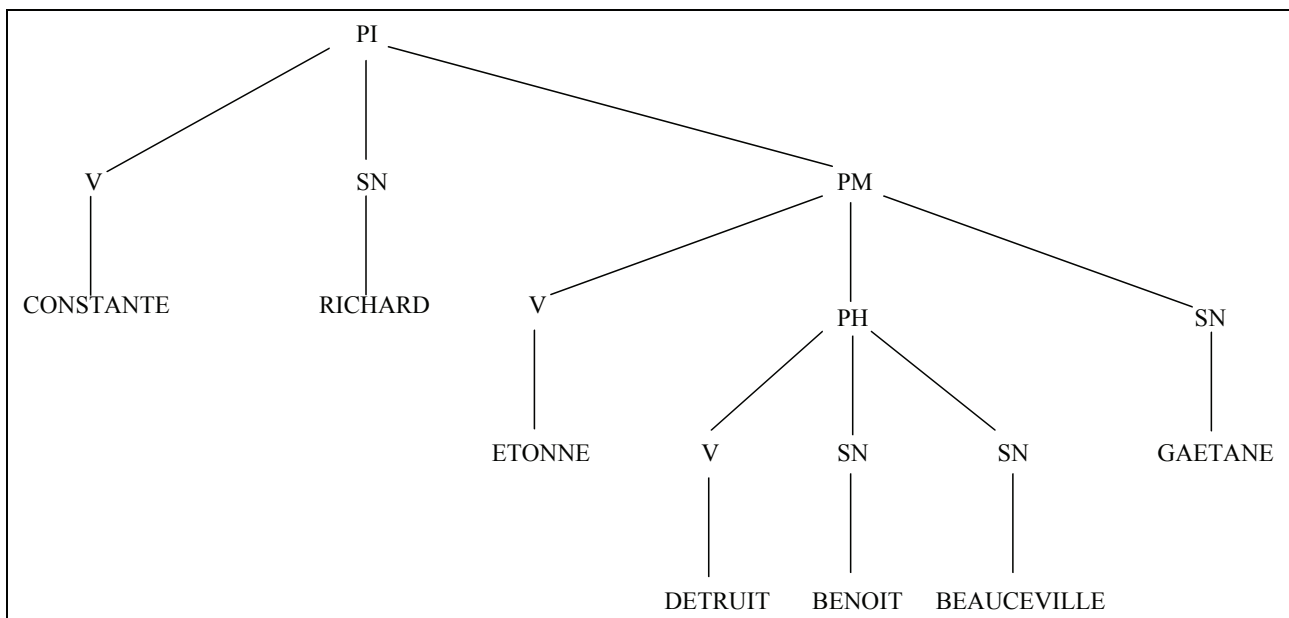 PI
V SN PM
CONSTANTE RICHARD V PH SN
ETONNE V SN SN GAETANE
DETRUIT BENOIT BEAUCEVILLE